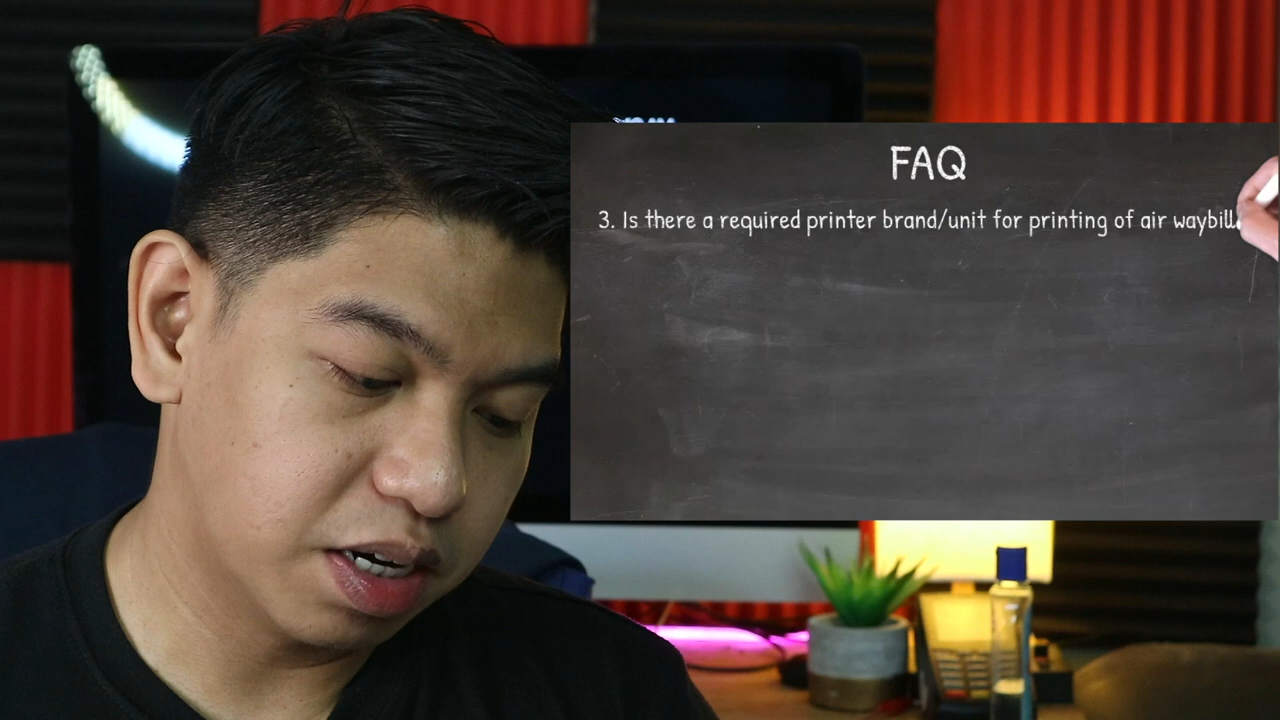 FAQ
3. Is there a required printer brand/unit for printing of air waybill